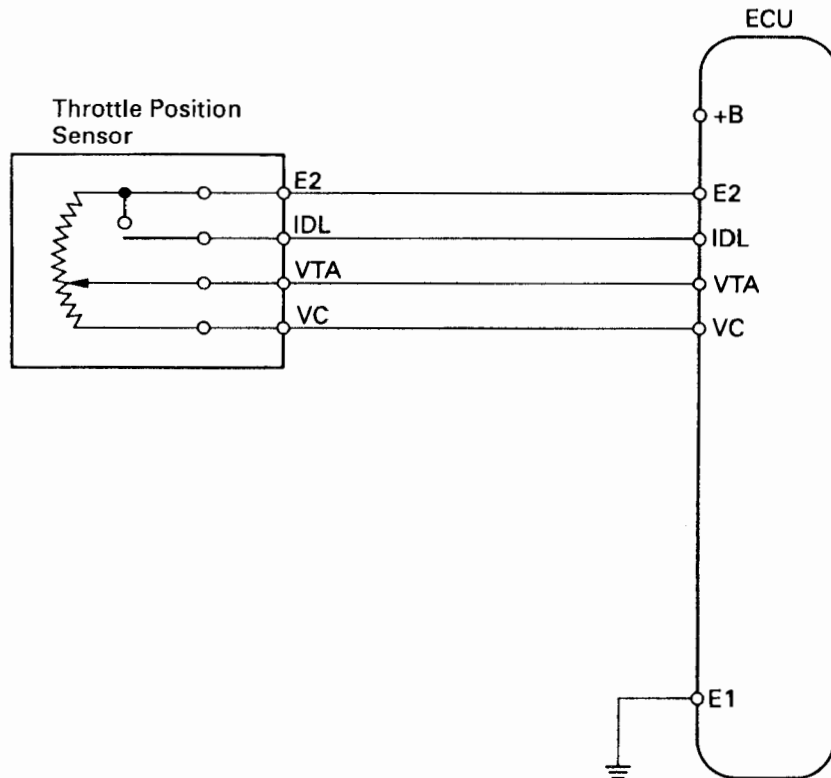 ECU
Throttle Position
Sensor
+B
E2
E2
IDL
IDL
VTA
VTA
VC
VC
E1